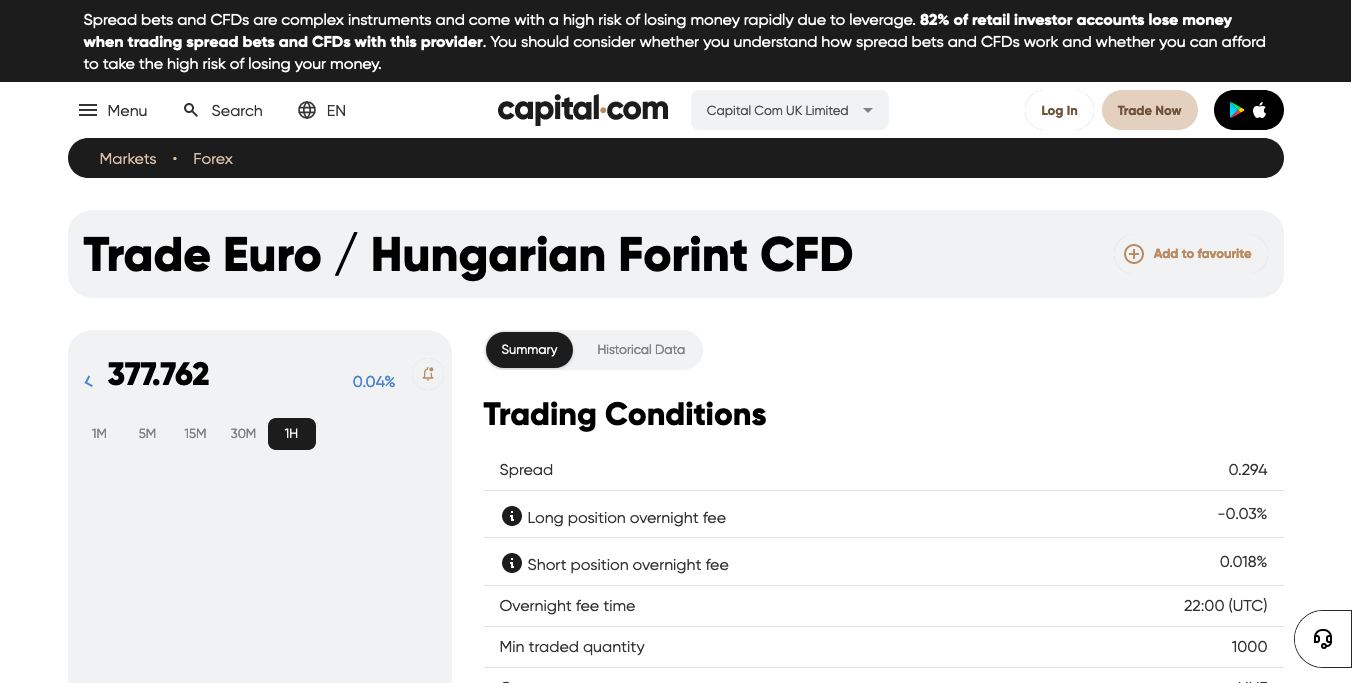 Spread bets and CFDs are complex instruments and come with a high risk of losing money rapidly due to leverage. 82% of retail investor accounts lose money
when trading spread bets and CFDs with this provider. You should consider whether you understand how spread bets and CFDs work and whether you can afford
to take the high risk of losing your money.
Menu Search EN capital.com Capital Com UK Limited Log In Trade Now
Markets • Forex
Trade Euro / Hungarian Forint CFD Add to favourite
377.762 0.04%
1M 5M 15M 30M 1H
Summary Historical Data
Trading Conditions
Spread 0.294
Long position overnight fee -0.03%
Short position overnight fee 0.018%
Overnight fee time 22:00 (UTC)
Min traded quantity 1000